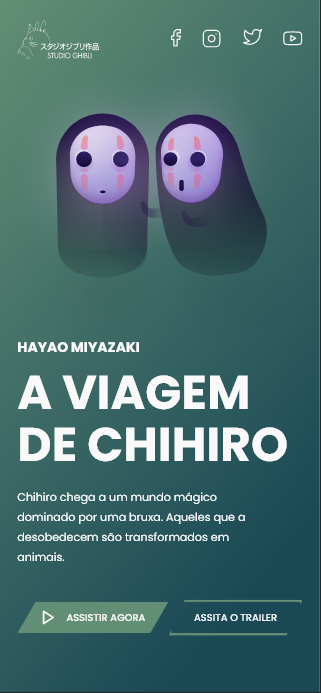 スタジオジブリ作品
STUDIO GHIBLI
HAYAO MIYAZAKI
A VIAGEM
DE CHIHIRO
Chihiro chega a um mundo mágico
dominado por uma bruxa. Aqueles que a
desobedecem são transformados em
animais.
ASSISTIR AGORA
ASSITA O TRAILER